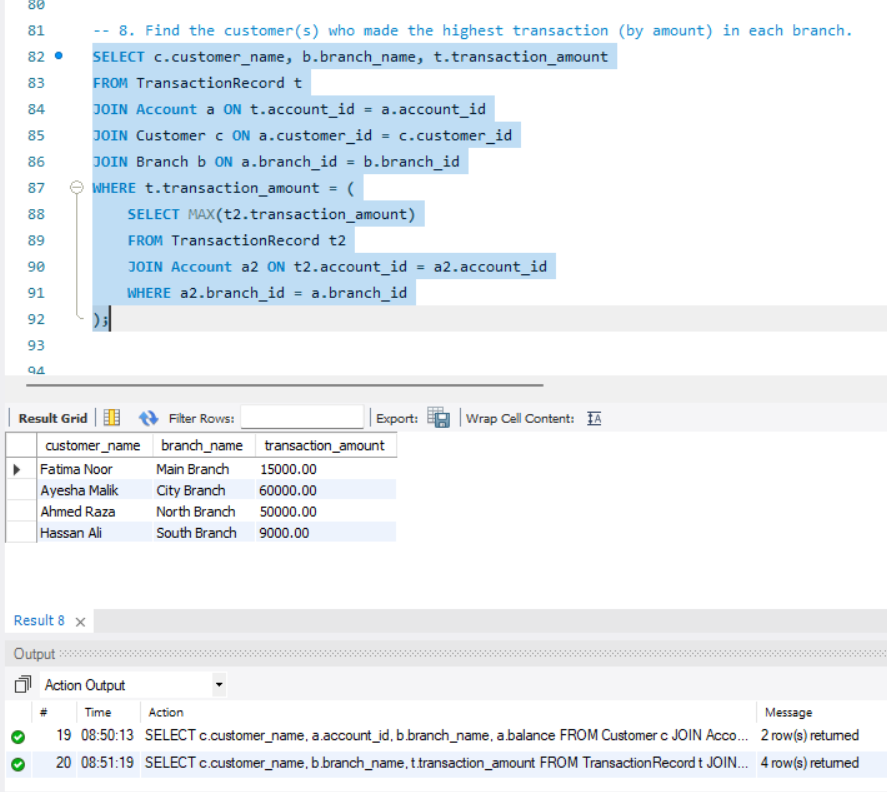 80
81 -- 8. Find the customer(s) who made the highest transaction (by amount) in each branch.
82 SELECT c.customer_name, b.branch_name, t.transaction_amount
83 FROM TransactionRecord t
84 JOIN Account a ON t.account_id = a.account_id
85 JOIN Customer c ON a.customer_id = c.customer_id
86 JOIN Branch b ON a.branch_id = b.branch_id
87 WHERE t.transaction_amount = (
88 SELECT MAX(t2.transaction_amount)
89 FROM TransactionRecord t2
90 JOIN Account a2 ON t2.account_id = a2.account_id
91 WHERE a2.branch_id = a.branch_id
92 );
93
94
Result Grid Filter Rows: Export: Wrap Cell Content: IA
customer_name branch_name transaction_amount
Fatima Noor Main Branch 15000.00
Ayesha Malik City Branch 60000.00
Ahmed Raza North Branch 50000.00
Hassan Ali South Branch 9000.00
Result 8
Output
Action Output
# Time Action Message
19 08:50:13 SELECT c.customer_name, a.account_id, b.branch_name, a.balance FROM Customer c JOIN Acco... 2 row(s) returned
20 08:51:19 SELECT c.customer_name, b.branch_name, t.transaction_amount FROM TransactionRecord t JOIN... 4 row(s) returned